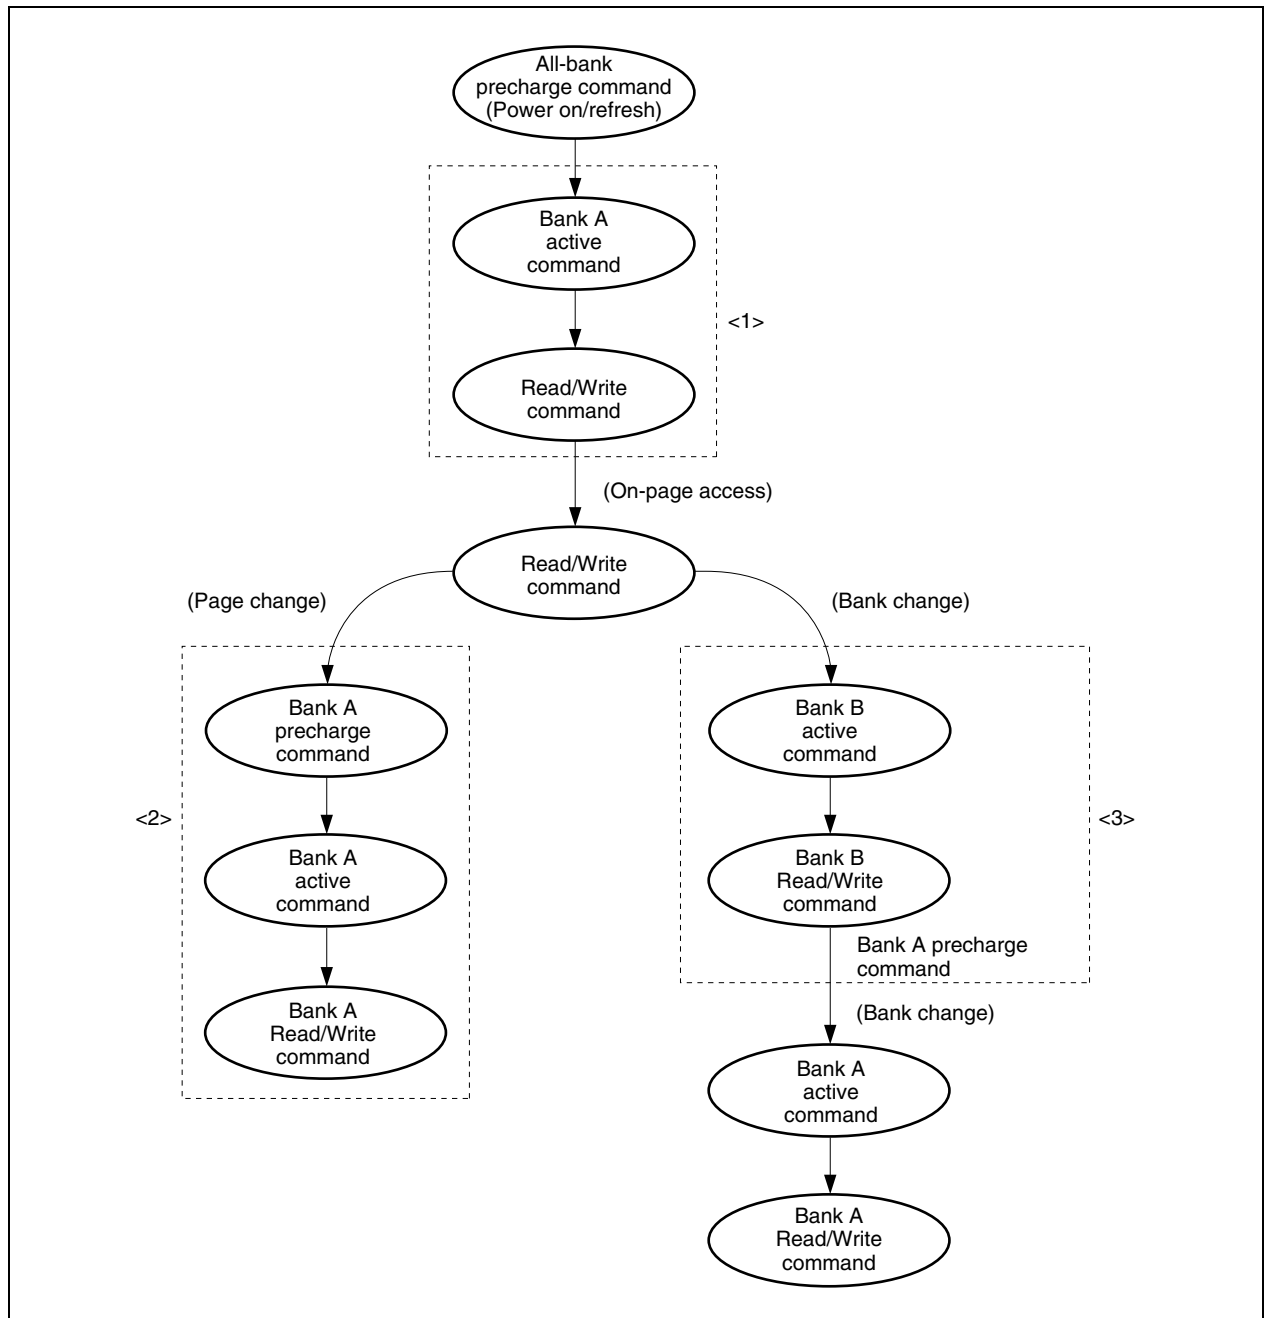 All-bank
precharge command
(Power on/refresh)
Bank A
active
command
<1>
Read/Write
command
(On-page access)
Read/Write
command
(Page change)
(Bank change)
Bank A
precharge
command
Bank B
active
command
<2>
<3>
Bank A
active
command
Bank B
Read/Write
command
Bank A precharge
command
Bank A
Read/Write
command
(Bank change)
Bank A
active
command
Bank A
Read/Write
command